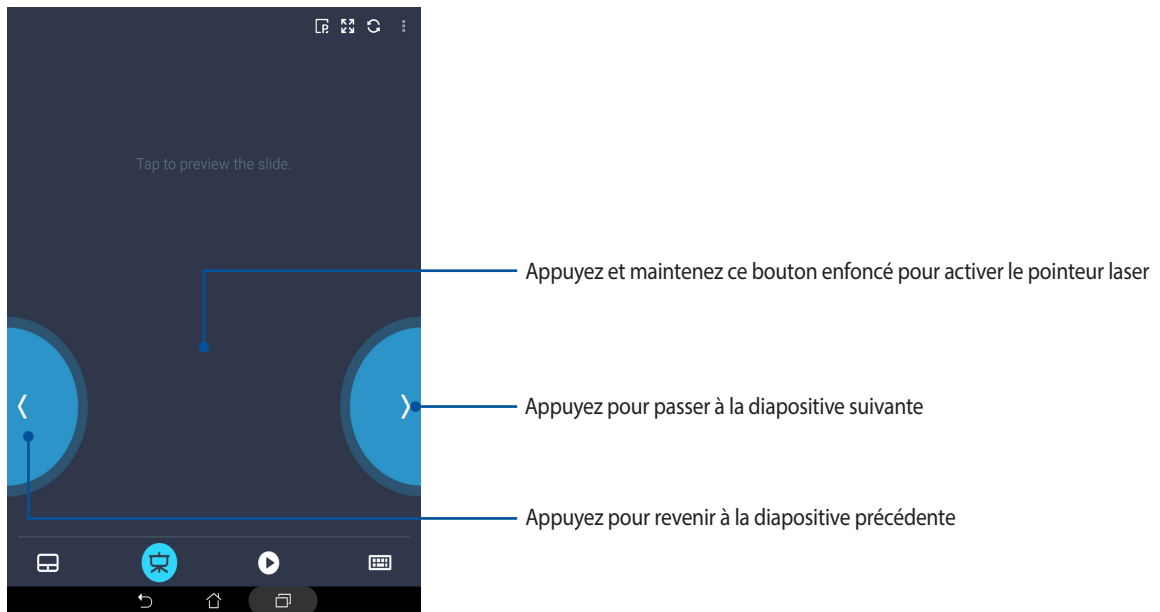 Tap to preview the slide.
Appuyez et maintenez ce bouton enfoncé pour activer le pointeur laser
Appuyez pour passer à la diapositive suivante
Appuyez pour revenir à la diapositive précédente